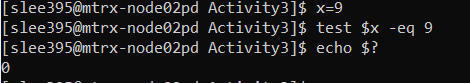 [slee395@mtrx-node02pd Activity3]$ x=9
[slee395@mtrx-node02pd Activity3]$ test $x -eq 9
[slee395@mtrx-node02pd Activity3]$ echo $?
0